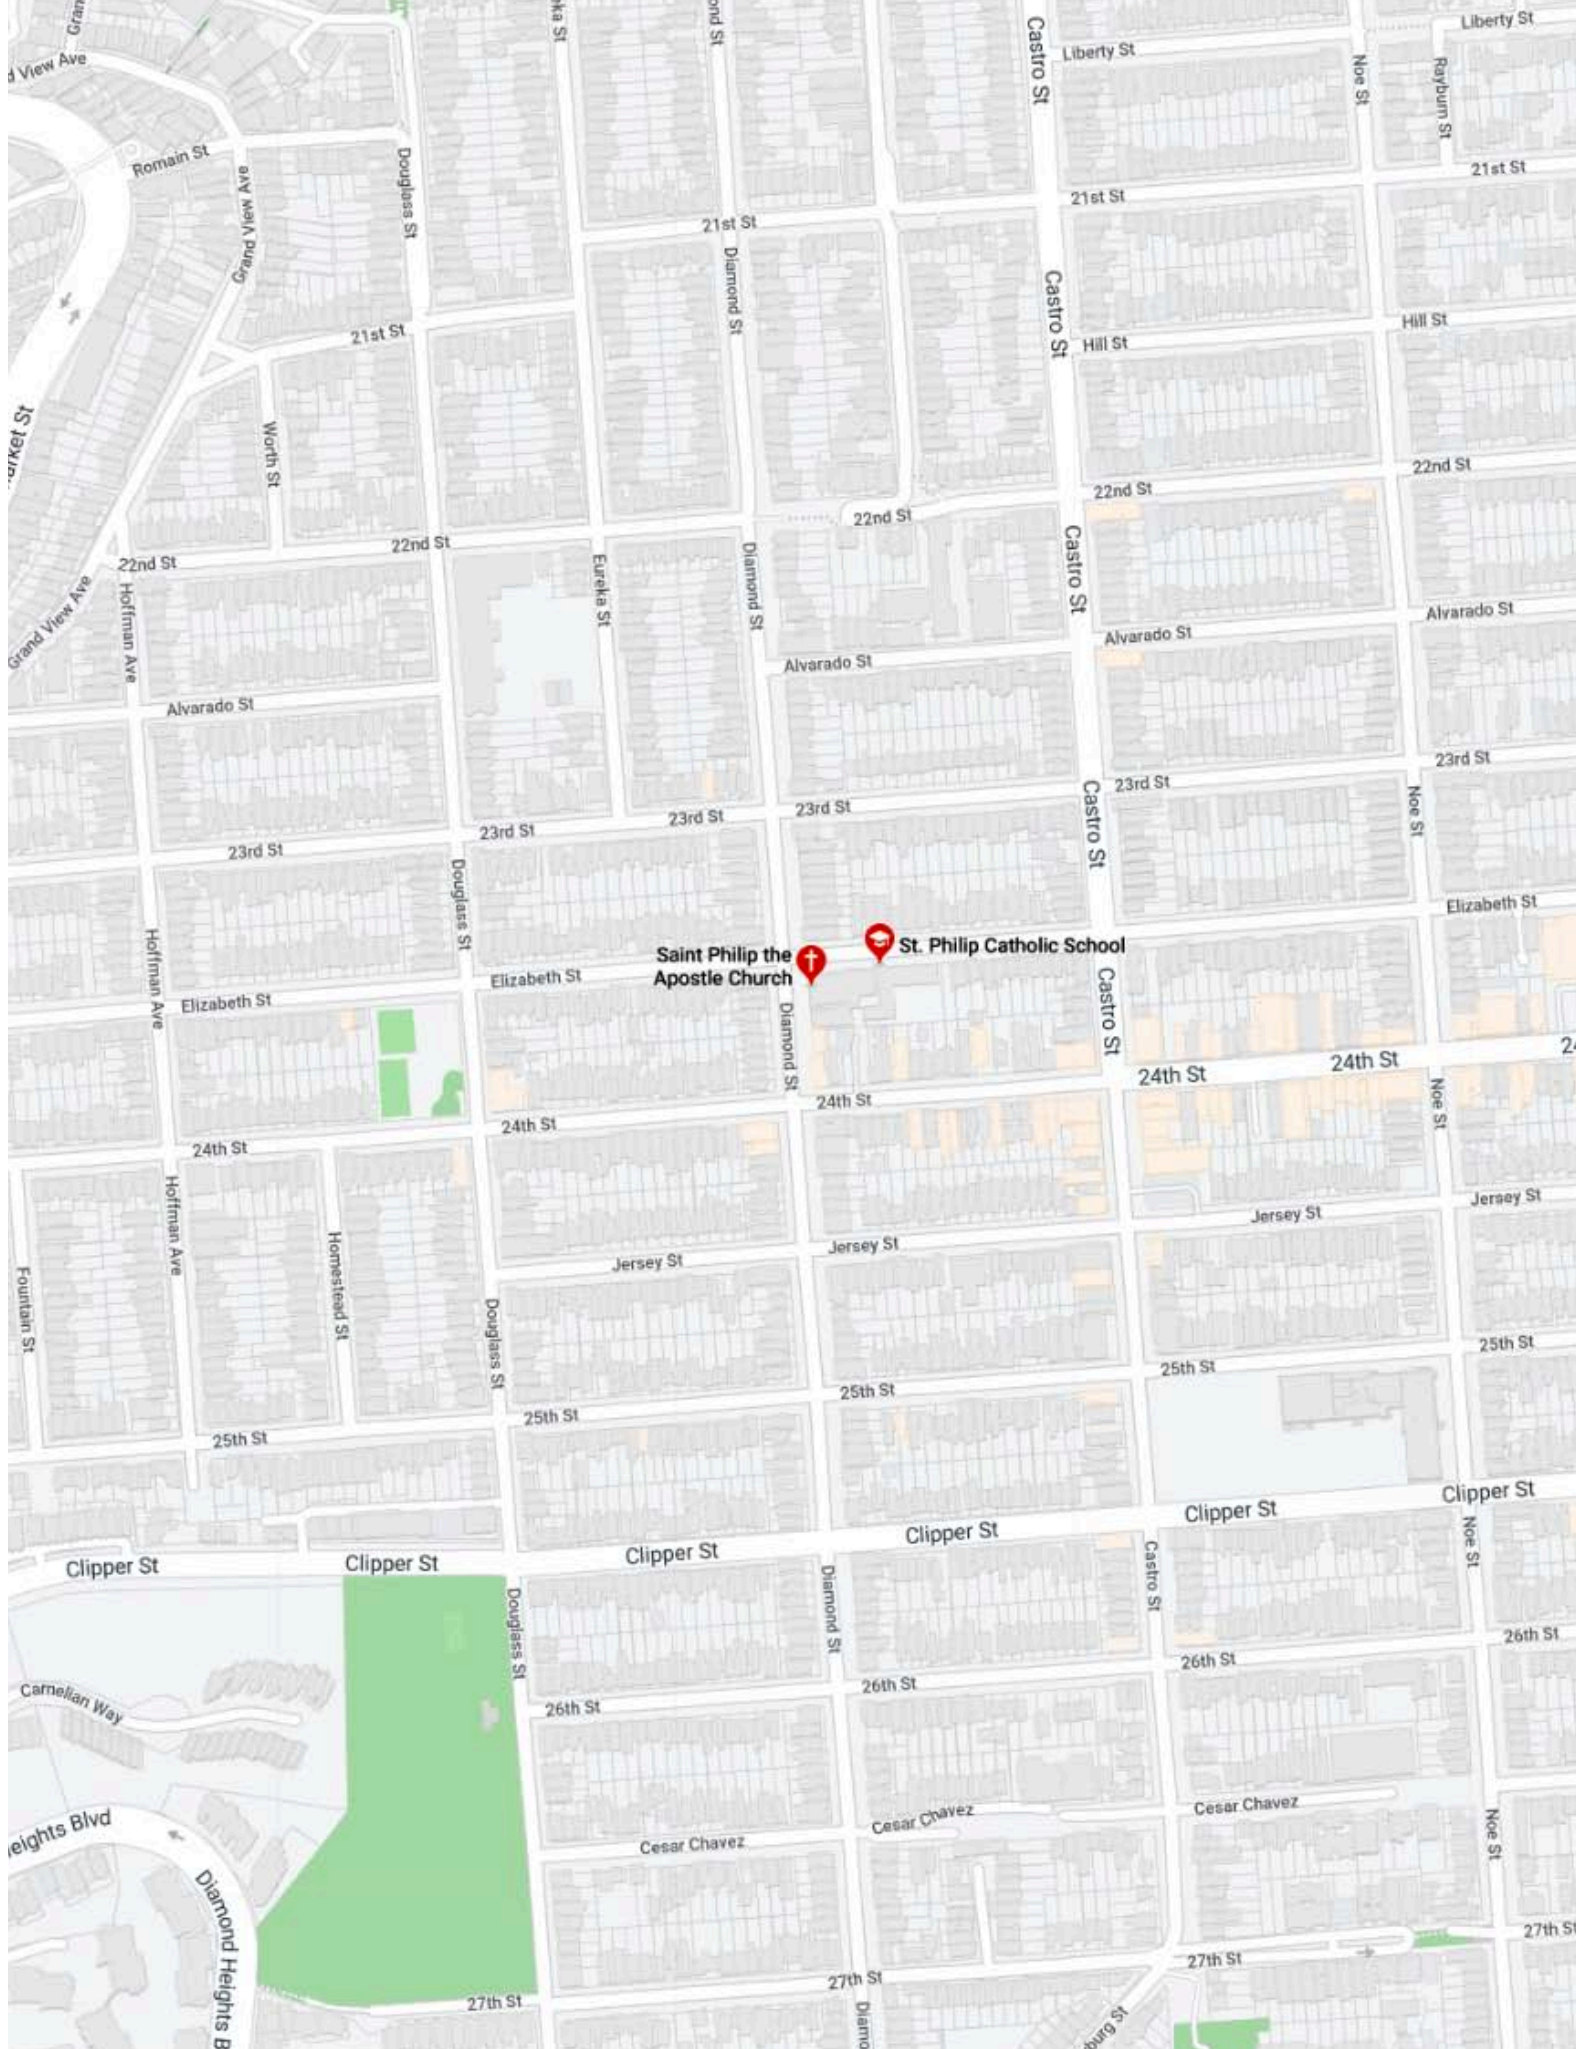 Liberty St
Liberty St
Castro St
Noe St
Rayburn St
View Ave
Romain St
Grand View Ave
Douglass St
21st St
21st St
21st St
21st St
Diamond St
Castro St
Hill St
Hill St
Worth St
22nd St
22nd St
22nd St
22nd St
22nd St
Grand View Ave
Hoffman Ave
Eureka St
Diamond St
Castro St
Alvarado St
Alvarado St
Alvarado St
Alvarado St
23rd St
23rd St
23rd St
23rd St
23rd St
23rd St
Castro St
Noe St
Douglass St
Hoffman Ave
Elizabeth St
Elizabeth St
Elizabeth St
Saint Philip the
Apostle Church
St. Philip Catholic School
Diamond St
Castro St
24th St
24th St
24th St
24th St
24th St
Noe St
Hoffman Ave
Homestead St
Fountain St
Douglass St
Jersey St
Jersey St
Jersey St
Jersey St
25th St
25th St
25th St
25th St
25th St
Clipper St
Clipper St
Clipper St
Clipper St
Clipper St
Clipper St
Douglass St
Diamond St
Castro St
Noe St
26th St
26th St
26th St
26th St
Carnelian Way
Cesar Chavez
Cesar Chavez
Cesar Chavez
Noe St
Heights Blvd
Diamond Heights B
27th St
27th St
27th St
27th St